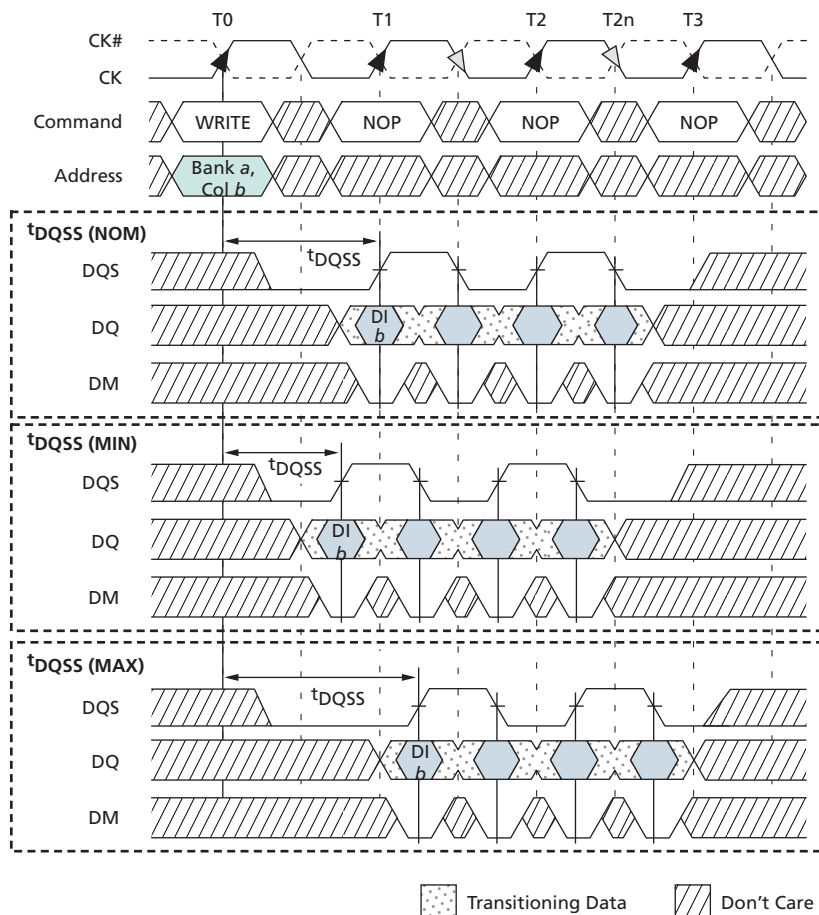 T0 T1 T2 T2n T3
CK#
CK
Command WRITE NOP NOP NOP
Address Bank a,
Col b
tDQSS (NOM)
tDQSS
DQS
DQ DI
b
DM
tDQSS (MIN)
tDQSS
DQS
DQ DI
b
DM
tDQSS (MAX)
tDQSS
DQS
DQ DI
b
DM
Transitioning Data Don't Care